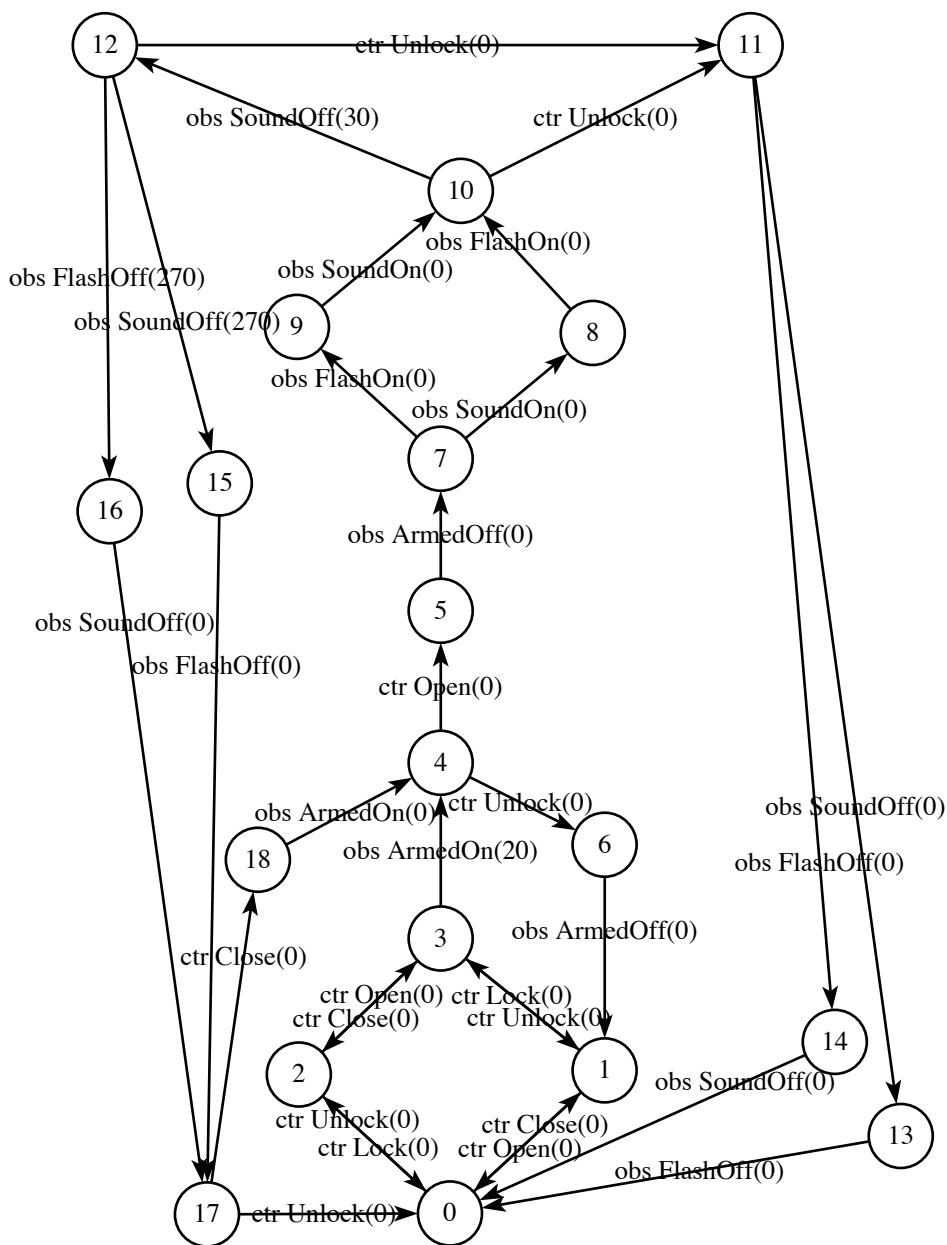 12
ctr Unlock(0)
11
obs SoundOff(30)
ctr Unlock(0)
10
obs FlashOn(0)
obs SoundOn(0)
obs FlashOff(270)
obs SoundOff(270)
9
8
obs FlashOn(0)
obs SoundOn(0)
7
15
16
obs ArmedOff(0)
5
obs SoundOff(0)
obs FlashOff(0)
ctr Open(0)
4
ctr Unlock(0)
obs ArmedOn(0)
obs SoundOff(0)
6
obs ArmedOn(20)
18
obs FlashOff(0)
obs ArmedOff(0)
3
ctr Close(0)
ctr Open(0)
ctr Lock(0)
ctr Close(0)
ctr Unlock(0)
14
2
1
obs SoundOff(0)
ctr Unlock(0)
ctr Close(0)
13
ctr Lock(0)
ctr Open(0)
obs FlashOff(0)
17
ctr Unlock(0)
0